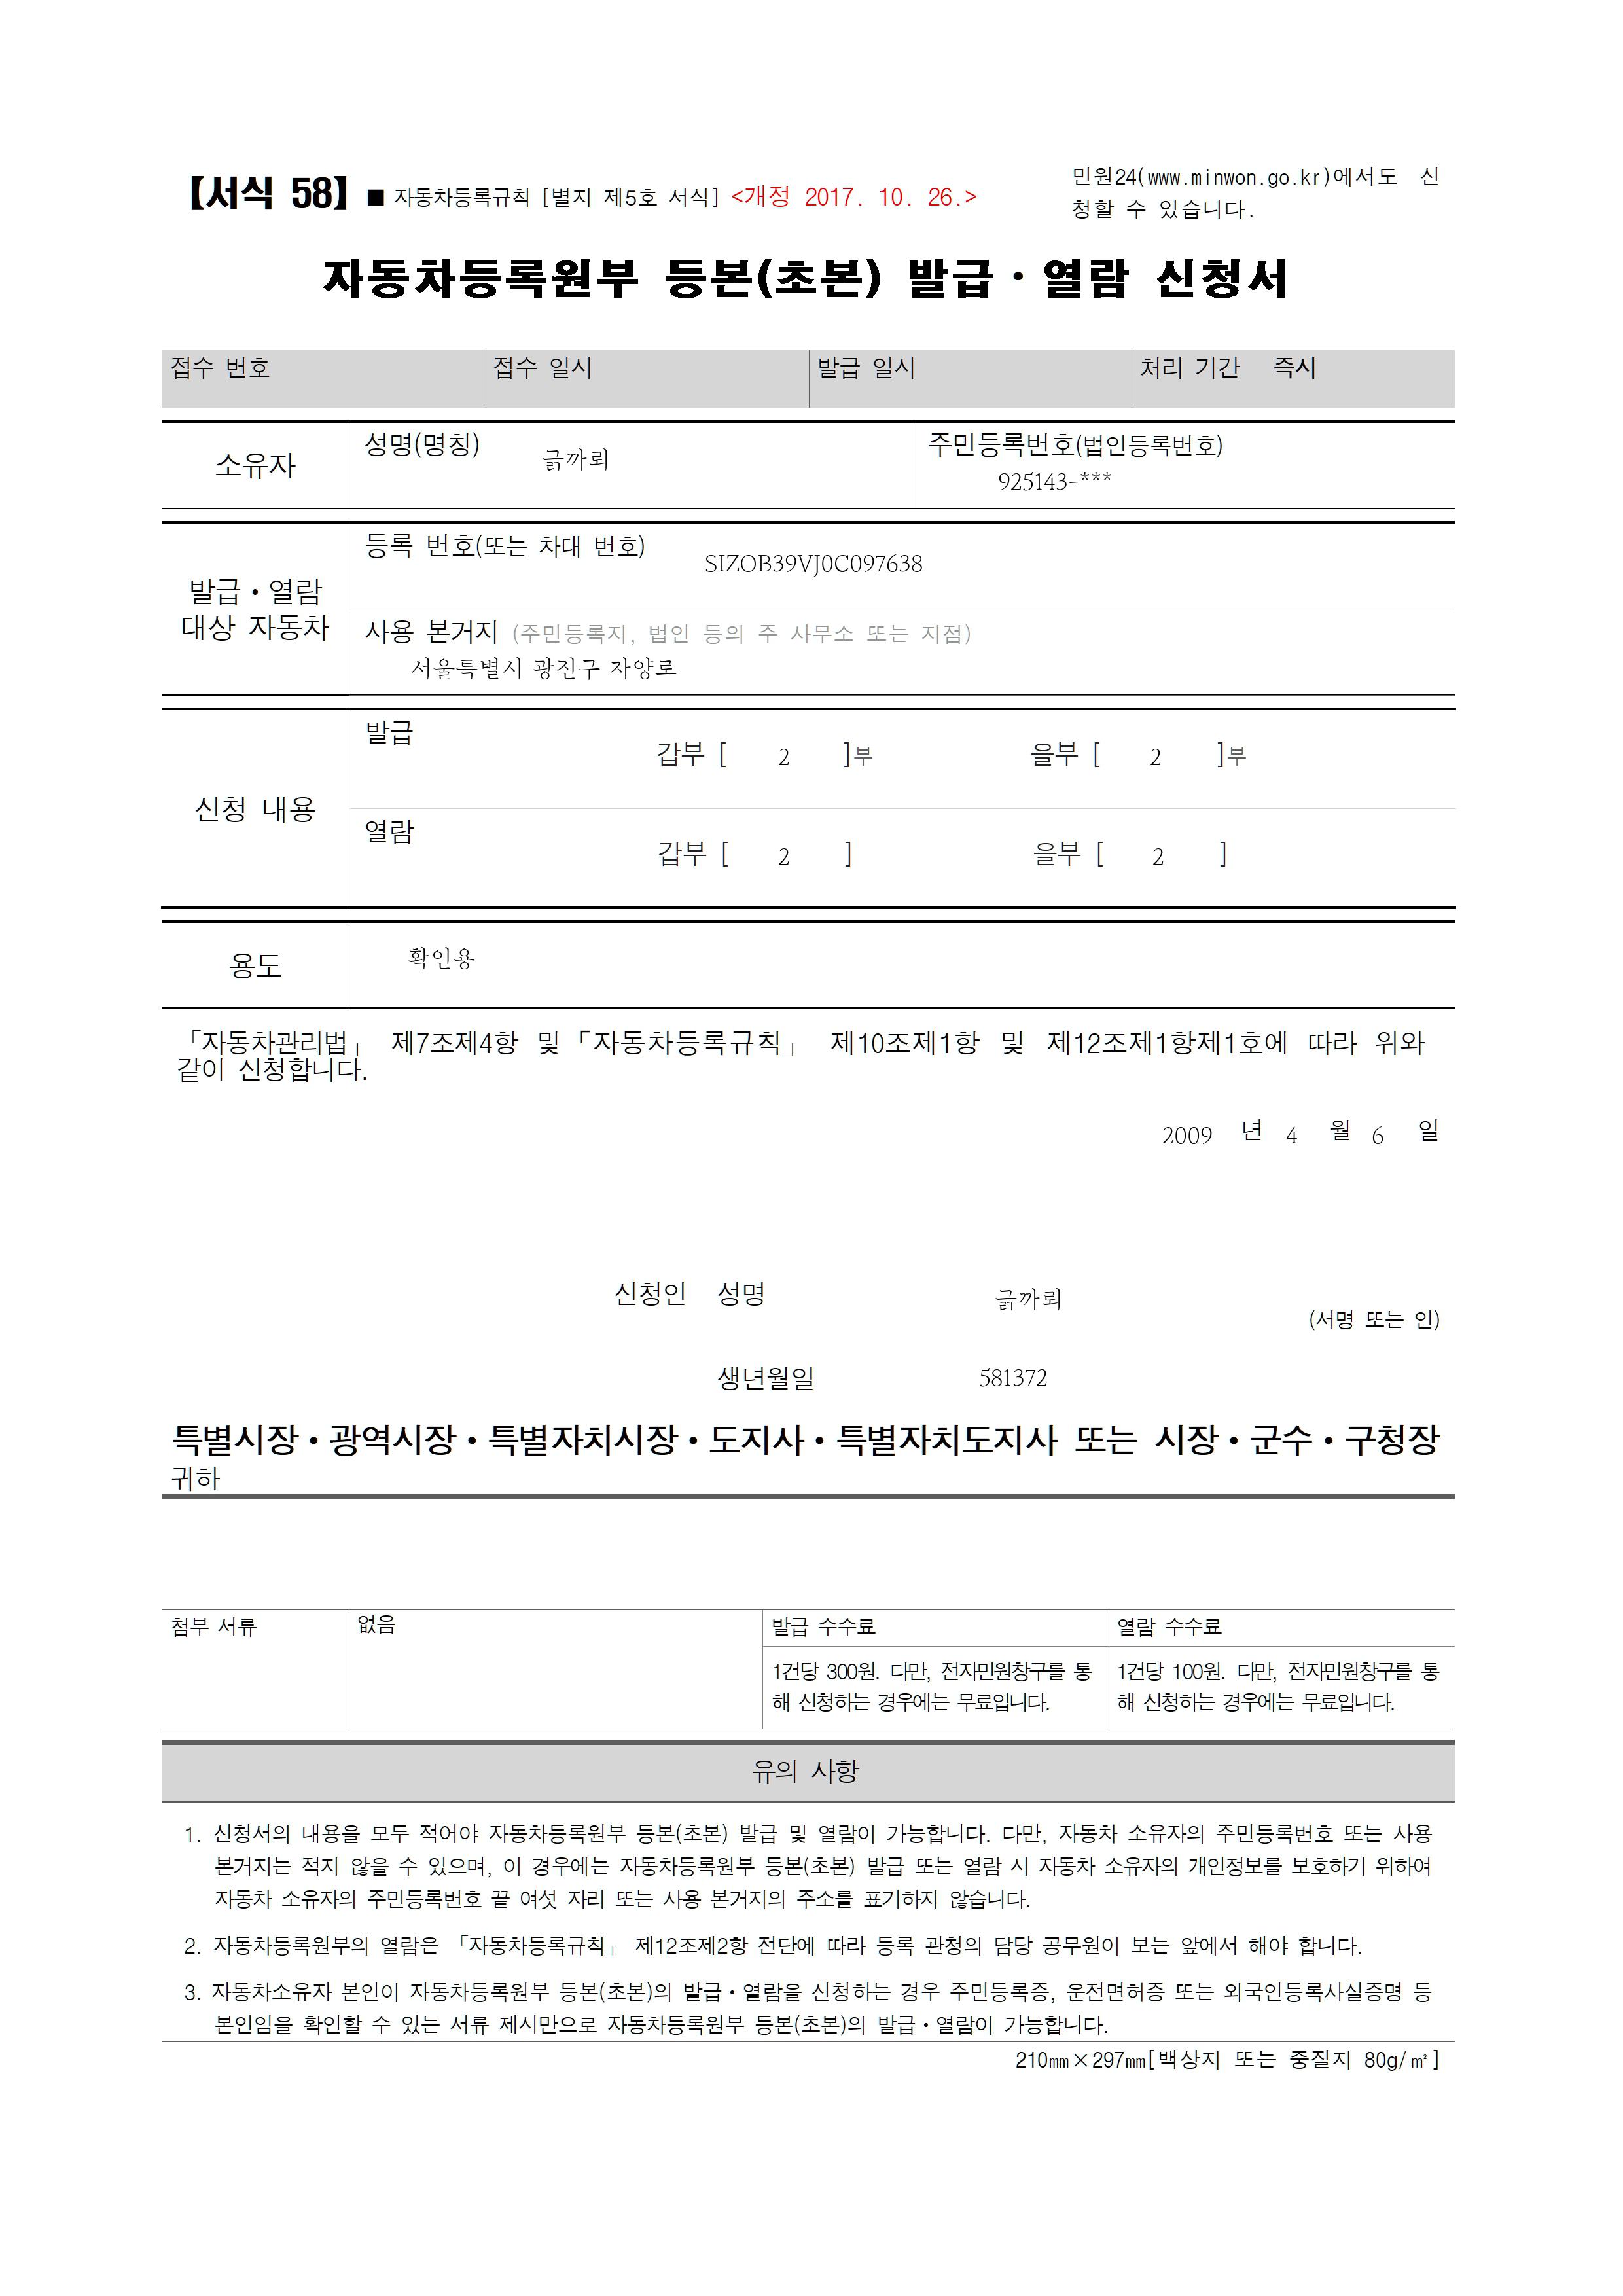 【서식 58】 ■ 자동차등록규칙 [별지 제5호 서식] <개정 2017. 10. 26.>
민원24(www.minwon.go.kr)에서도 신
청할 수 있습니다.
자동차등록원부 등본(초본) 발급·열람 신청서
접수 번호 접수 일시 발급 일시 처리 기간 즉시
소유자 성명(명칭) 긁까뢰 주민등록번호(법인등록번호)
925143-***
발급·열람
대상 자동차
등록 번호(또는 차대 번호) SIZOB39VJ0C097638
사용 본거지 (주민등록지, 법인 등의 주 사무소 또는 지점)
서울특별시 광진구 자양로
신청 내용
발급
갑부 [ 2 ]부 을부 [ 2 ]부
열람
갑부 [ 2 ] 을부 [ 2 ]
용도 확인용
「자동차관리법」 제7조제4항 및 「자동차등록규칙」 제10조제1항 및 제12조제1항제1호에 따라 위와
같이 신청합니다.
2009 년 4 월 6 일
신청인 성명 긁까뢰
(서명 또는 인)
생년월일 581372
특별시장·광역시장·특별자치시장·도지사·특별자치도지사 또는 시장·군수·구청장
귀하
첨부 서류 없음 발급 수수료 열람 수수료
1건당 300원. 다만, 전자민원창구를 통
해 신청하는 경우에는 무료입니다.
1건당 100원. 다만, 전자민원창구를 통
해 신청하는 경우에는 무료입니다.
유의 사항
1. 신청서의 내용을 모두 적어야 자동차등록원부 등본(초본) 발급 및 열람이 가능합니다. 다만, 자동차 소유자의 주민등록번호 또는 사용
본거지는 적지 않을 수 있으며, 이 경우에는 자동차등록원부 등본(초본) 발급 또는 열람 시 자동차 소유자의 개인정보를 보호하기 위하여
자동차 소유자의 주민등록번호 끝 여섯 자리 또는 사용 본거지의 주소를 표기하지 않습니다.
2. 자동차등록원부의 열람은 「자동차등록규칙」 제12조제2항 전단에 따라 등록 관청의 담당 공무원이 보는 앞에서 해야 합니다.
3. 자동차소유자 본인이 자동차등록원부 등본(초본)의 발급·열람을 신청하는 경우 주민등록증, 운전면허증 또는 외국인등록사실증명 등
본인임을 확인할 수 있는 서류 제시만으로 자동차등록원부 등본(초본)의 발급·열람이 가능합니다.
210㎜×297㎜[백상지 또는 중질지 80g/㎡]